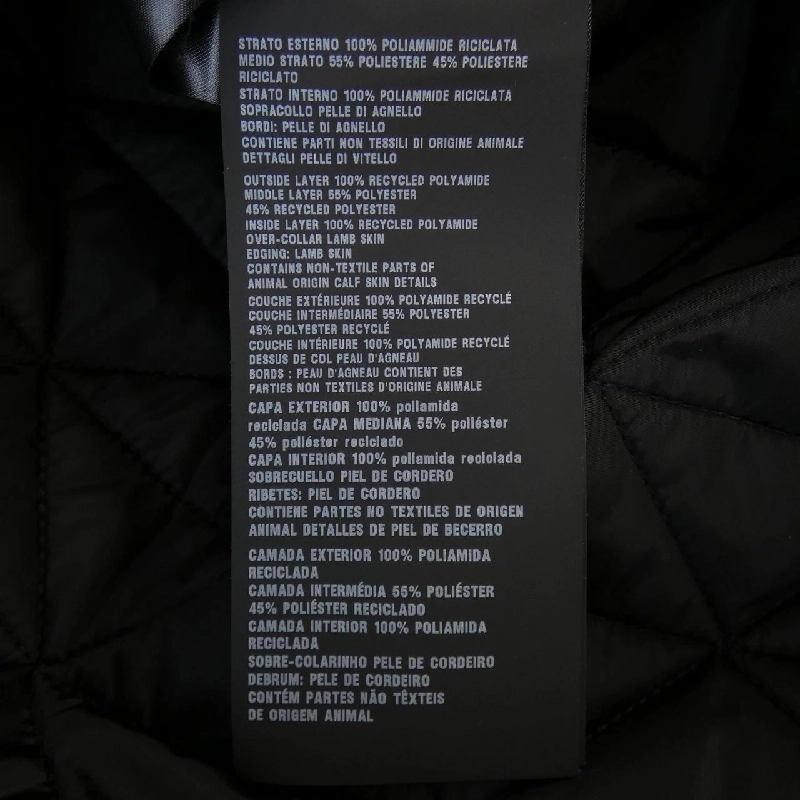 STRATO ESTERNO 100% POLIAMMIDE RICICLATA
MEDIO STRATO 55% POLIESTERE 45% POLIESTERE
RICICLATO
STRATO INTERNO 100% POLIAMMIDE RICICLATA
SOPRACOLLO PELLE DI AGNELLO
BORDI: PELLE DI AGNELLO
CONTIENE PARTI NON TESSILI DI ORIGINE ANIMALE
DETTAGLI PELLE DI VITELLO
OUTSIDE LAYER 100% RECYCLED POLYAMIDE
MIDDLE LAYER 55% POLYESTER
45% RECYCLED POLYESTER
INSIDE LAYER 100% RECYCLED POLYAMIDE
OVER-COLLAR LAMB SKIN
EDGING: LAMB SKIN
CONTAINS NON-TEXTILE PARTS OF
ANIMAL ORIGIN CALF SKIN DETAILS
COUCHE EXTÉRIEURE 100% POLYAMIDE RECYCLÉ
COUCHE INTERMÉDIAIRE 55% POLYESTER
45% POLYESTER RECYCLÉ
COUCHE INTÉRIEURE 100% POLYAMIDE RECYCLÉ
DESSUS DE COL PEAU D'AGNEAU
BORDS : PEAU D'AGNEAU CONTIENT DES
PARTIES NON TEXTILES D'ORIGINE ANIMALE
CAPA EXTERIOR 100% poliamida
reciclada CAPA MEDIANA 55% poliéster
45% poliéster reciclado
CAPA INTERIOR 100% poliamida reciclada
SOBRECUELLO PIEL DE CORDERO
RIBETES: PIEL DE CORDERO
CONTIENE PARTES NO TEXTILES DE ORIGEN
ANIMAL DETALLES DE PIEL DE BECERRO
CAMADA EXTERIOR 100% POLIAMIDA
RECICLADA
CAMADA INTERMÉDIA 55% POLIÉSTER
45% POLIÉSTER RECICLADO
CAMADA INTERIOR 100% POLIAMIDA
RECICLADA
SOBRE-COLARINHO PELE DE CORDEIRO
DEBRUM: PELE DE CORDEIRO
CONTÉM PARTES NÃO TÊXTEIS
DE ORIGEM ANIMAL